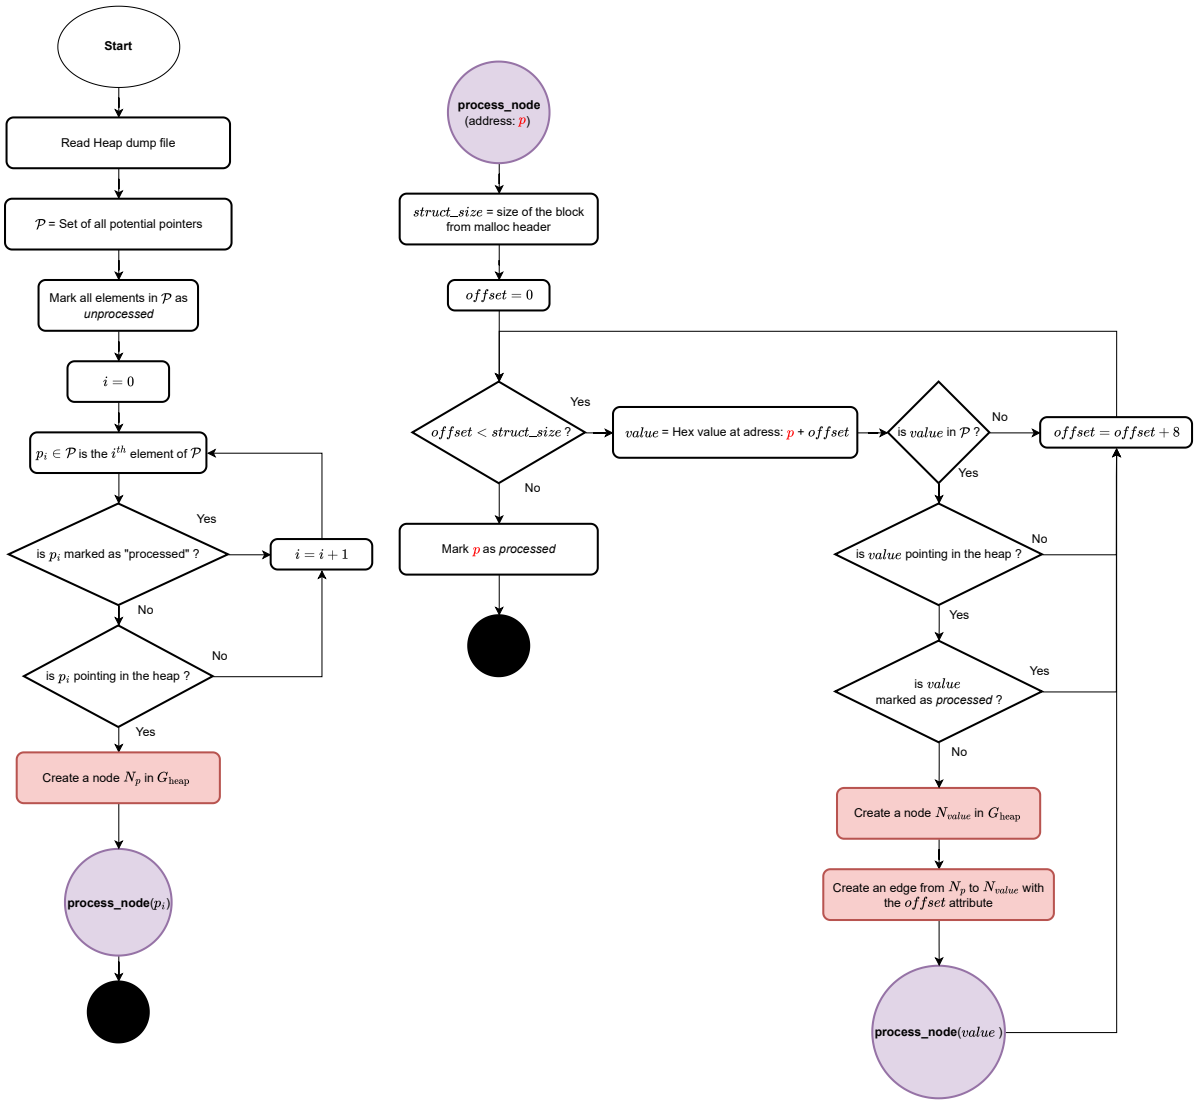 Start
Read Heap dump file
𝒫 = Set of all potential pointers
Mark all elements in 𝒫 as
unprocessed
i = 0
p_i ∈ 𝒫 is the i^th element of 𝒫
Yes
is p_i marked as "processed" ?
i = i + 1
No
No
is p_i pointing in the heap ?
Yes
Create a node N_p in G_heap
process_node(p_i)
process_node
(address: p)
struct_size = size of the block
from malloc header
offset = 0
Yes
offset < struct_size ?
No
Mark p as processed
value = Hex value at adress: p + offset
is value in 𝒫 ?
No
offset = offset + 8
Yes
No
is value pointing in the heap ?
Yes
Yes
is value
marked as processed ?
No
Create a node N_value in G_heap
Create an edge from N_p to N_value with
the offset attribute
process_node(value )